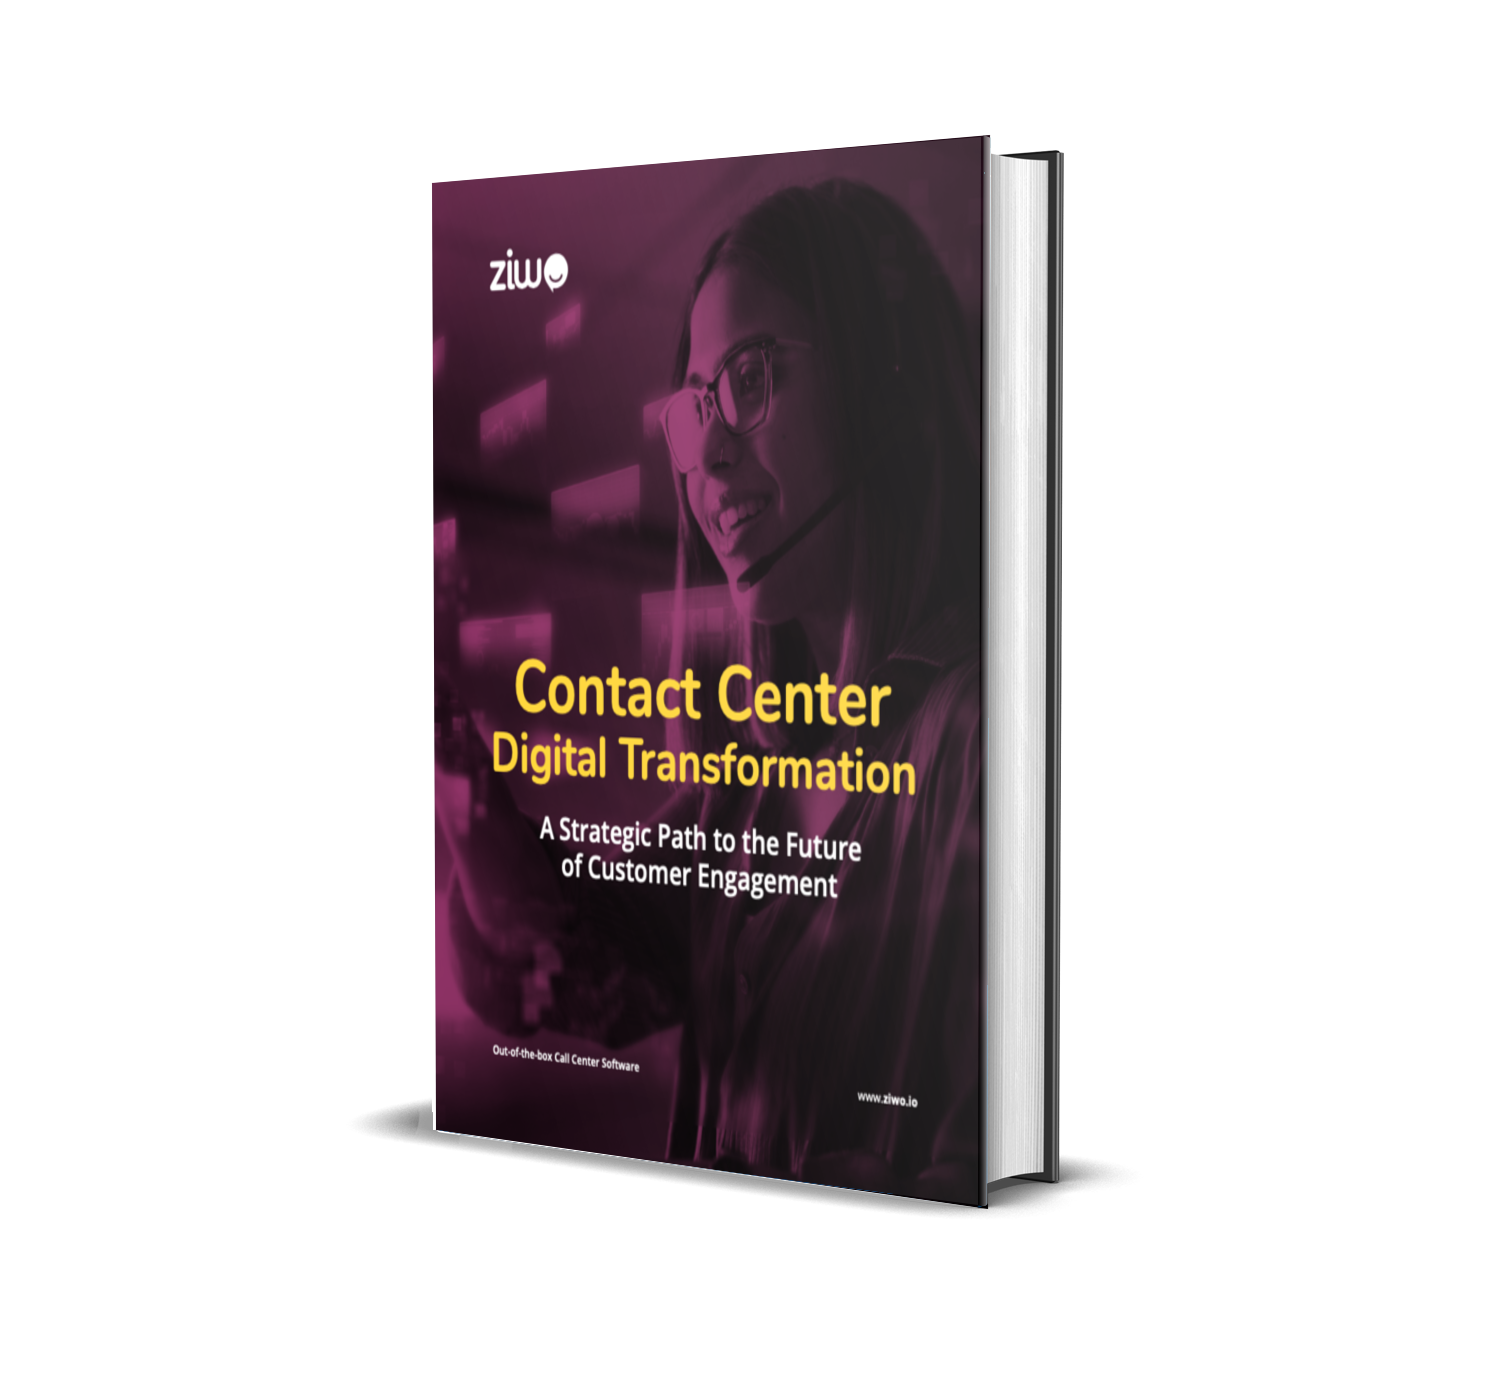 ziwo
Contact Center
Digital Transformation
A Strategic Path to the Future
of Customer Engagement
Out-of-the-box Call Center Software
www.ziwo.io